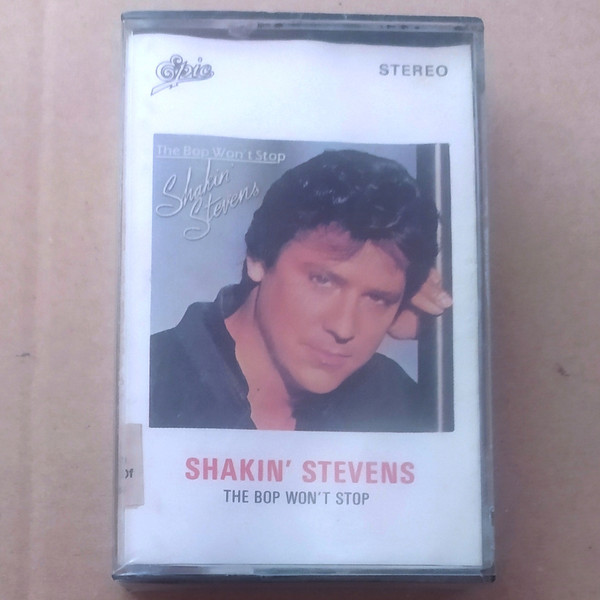 Epic
STEREO
The Bop Won't Stop
Shakin'
Stevens
SHAKIN' STEVENS
THE BOP WON'T STOP